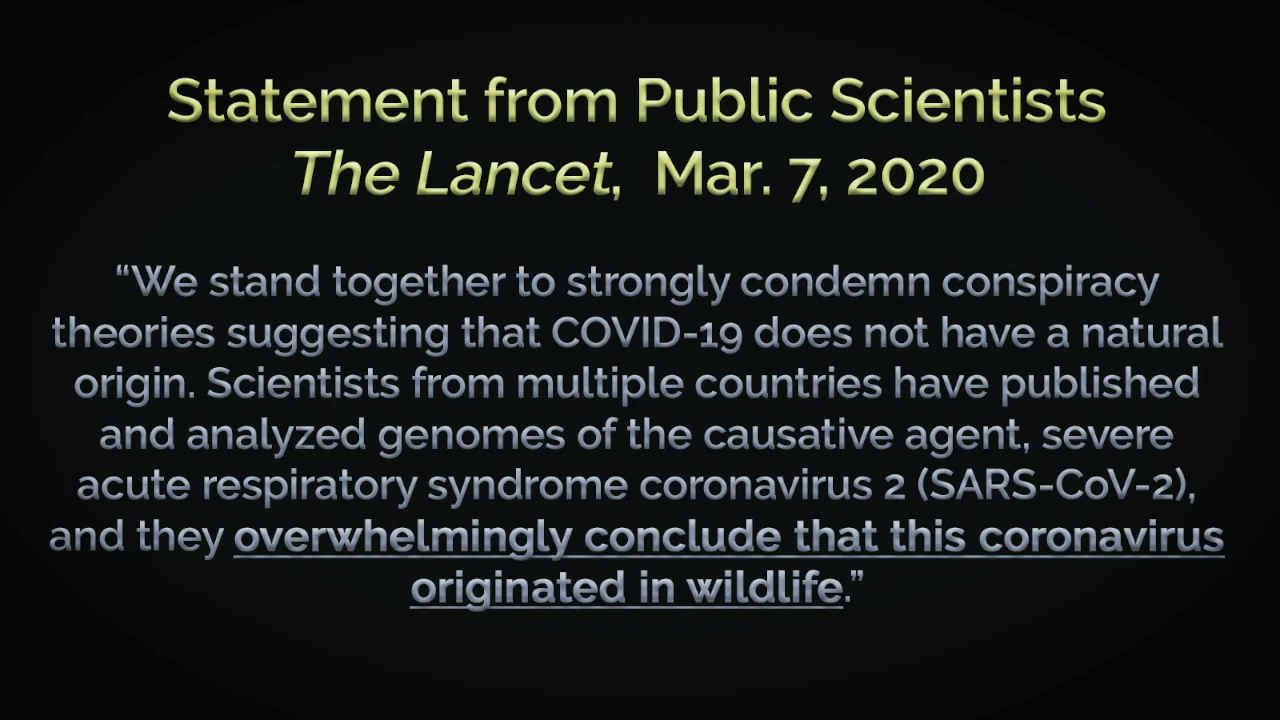 Statement from Public Scientists
The Lancet, Mar. 7, 2020
“We stand together to strongly condemn conspiracy
theories suggesting that COVID-19 does not have a natural
origin. Scientists from multiple countries have published
and analyzed genomes of the causative agent, severe
acute respiratory syndrome coronavirus 2 (SARS-CoV-2),
and they overwhelmingly conclude that this coronavirus
originated in wildlife.”